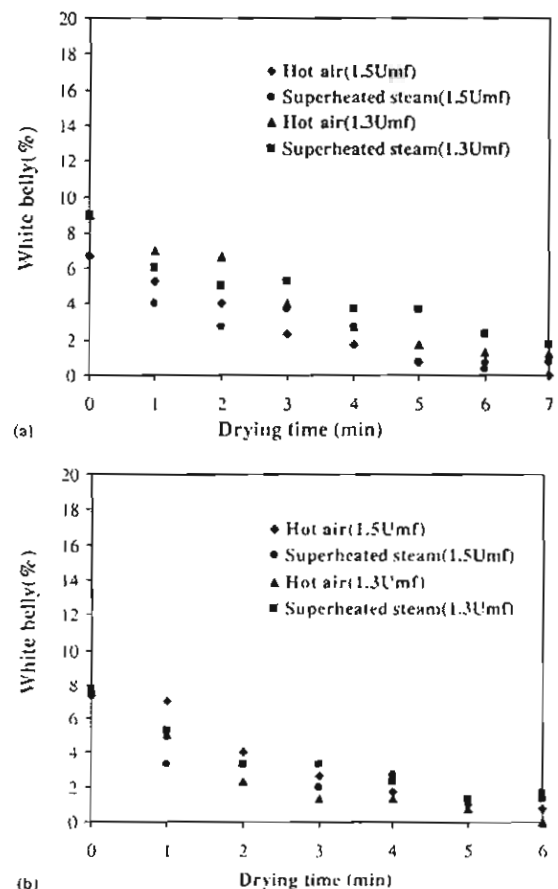 20
18
16
14
12
10
8
6
4
2
0
White belly(%)
Hot air(1.5Umf)
Superheated steam(1.5Umf)
Hot air(1.3Umf)
Superheated steam(1.3Umf)
0 1 2 3 4 5 6 7
(a)
Drying time (min)
20
18
16
14
12
10
8
6
4
2
0
White belly(%)
Hot air(1.5Umf)
Superheated steam(1.5Umf)
Hot air(1.3Umf)
Superheated steam(1.3Umf)
0 1 2 3 4 5 6
(b)
Drying time (min)